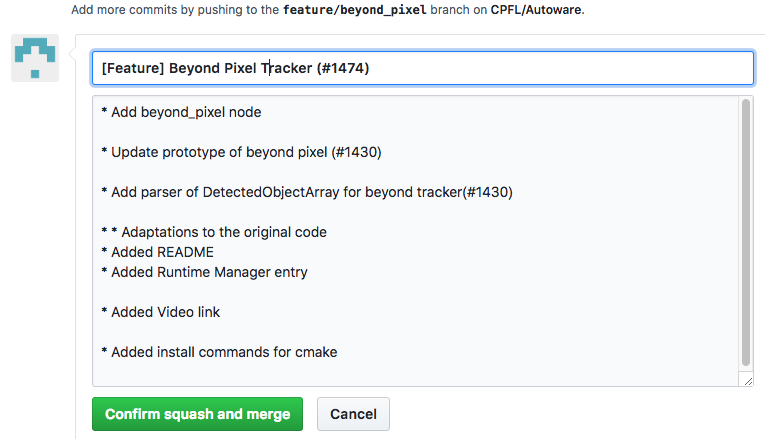 Add more commits by pushing to the feature/beyond_pixel branch on CPFL/Autoware.
[Feature] Beyond Pixel Tracker (#1474)
* Add beyond_pixel node
* Update prototype of beyond pixel (#1430)
* Add parser of DetectedObjectArray for beyond tracker(#1430)
* * Adaptations to the original code
* Added README
* Added Runtime Manager entry
* Added Video link
* Added install commands for cmake
Confirm squash and merge
Cancel